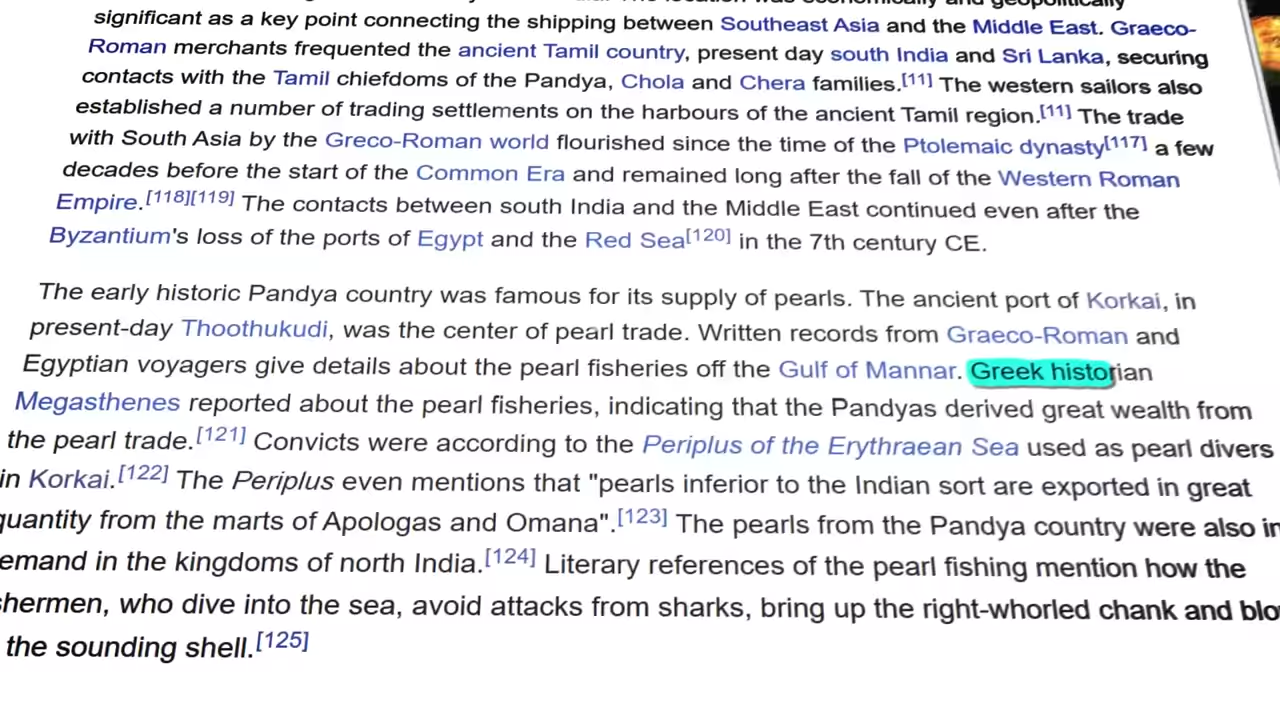 significant as a key point connecting the shipping between Southeast Asia and the Middle East. Graeco-
Roman merchants frequented the ancient Tamil country, present day south India and Sri Lanka, securing
contacts with the Tamil chiefdoms of the Pandya, Chola and Chera families.[11] The western sailors also
established a number of trading settlements on the harbours of the ancient Tamil region.[11] The trade
with South Asia by the Greco-Roman world flourished since the time of the Ptolemaic dynasty[117] a few
decades before the start of the Common Era and remained long after the fall of the Western Roman
Empire.[118][119] The contacts between south India and the Middle East continued even after the
Byzantium's loss of the ports of Egypt and the Red Sea[120] in the 7th century CE.
The early historic Pandya country was famous for its supply of pearls. The ancient port of Korkai, in
present-day Thoothukudi, was the center of pearl trade. Written records from Graeco-Roman and
Egyptian voyagers give details about the pearl fisheries off the Gulf of Mannar. Greek historian
Megasthenes reported about the pearl fisheries, indicating that the Pandyas derived great wealth from
the pearl trade.[121] Convicts were according to the Periplus of the Erythraean Sea used as pearl divers
in Korkai.[122] The Periplus even mentions that "pearls inferior to the Indian sort are exported in great
quantity from the marts of Apologas and Omana".[123] The pearls from the Pandya country were also in
emand in the kingdoms of north India.[124] Literary references of the pearl fishing mention how the
shermen, who dive into the sea, avoid attacks from sharks, bring up the right-whorled chank and blo
the sounding shell.[125]